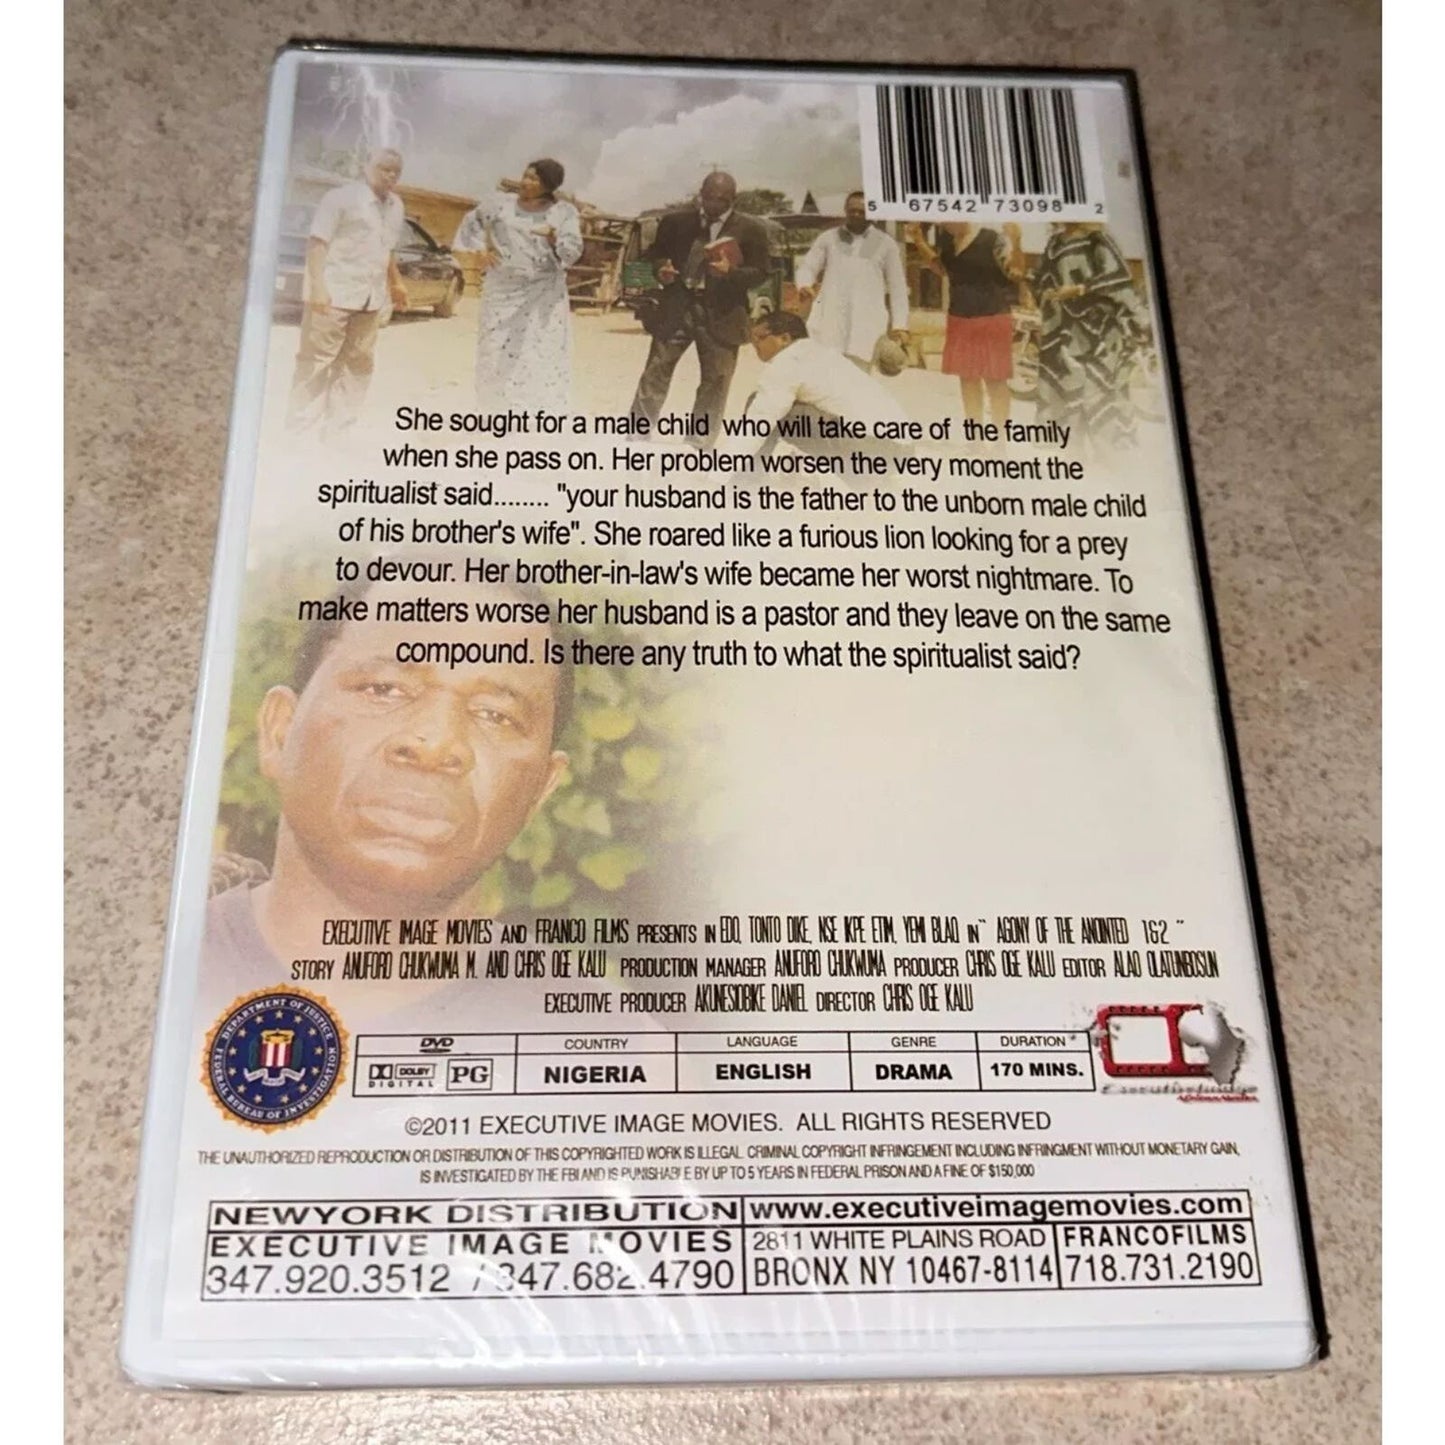 5 67542 73098 2
She sought for a male child who will take care of the family
when she pass on. Her problem worsen the very moment the
spiritualist said........ "your husband is the father to the unborn male child
of his brother's wife". She roared like a furious lion looking for a prey
to devour. Her brother-in-law's wife became her worst nightmare. To
make matters worse her husband is a pastor and they leave on the same
compound. Is there any truth to what the spiritualist said?
EXECUTIVE IMAGE MOVIES AND FRANCO FILMS PRESENTS IN EDO, TONTO DIKE, NSE IKPE ETIM, YEMI BLAQ IN " AGONY OF THE ANOINTED 1&2 "
STORY ANUFORO CHUKWUMA M. AND CHRIS OGE KALU PRODUCTION MANAGER ANUFORO CHUKWUMA PRODUCER CHRIS OGE KALU EDITOR ALAO OLATUNBOSUN
EXECUTIVE PRODUCER AKUNESIOBIKE DANIEL DIRECTOR CHRIS OGE KALU
DEPARTMENT OF JUSTICE
FEDERAL BUREAU OF INVESTIGATION
DVD COUNTRY LANGUAGE GENRE DURATION
DOLBY DIGITAL PG NIGERIA ENGLISH DRAMA 170 MINS.
©2011 EXECUTIVE IMAGE MOVIES. ALL RIGHTS RESERVED
THE UNAUTHORIZED REPRODUCTION OR DISTRIBUTION OF THIS COPYRIGHTED WORK IS ILLEGAL. CRIMINAL COPYRIGHT INFRINGEMENT INCLUDING INFRINGMENT WITHOUT MONETARY GAIN,
IS INVESTIGATED BY THE FBI AND IS PUNISHABLE BY UP TO 5 YEARS IN FEDERAL PRISON AND A FINE OF $150,000
NEWYORK DISTRIBUTION www.executiveimagemovies.com
EXECUTIVE IMAGE MOVIES 2811 WHITE PLAINS ROAD FRANCOFILMS
347.920.3512 / 347.682.4790 BRONX NY 10467-8114 718.731.2190